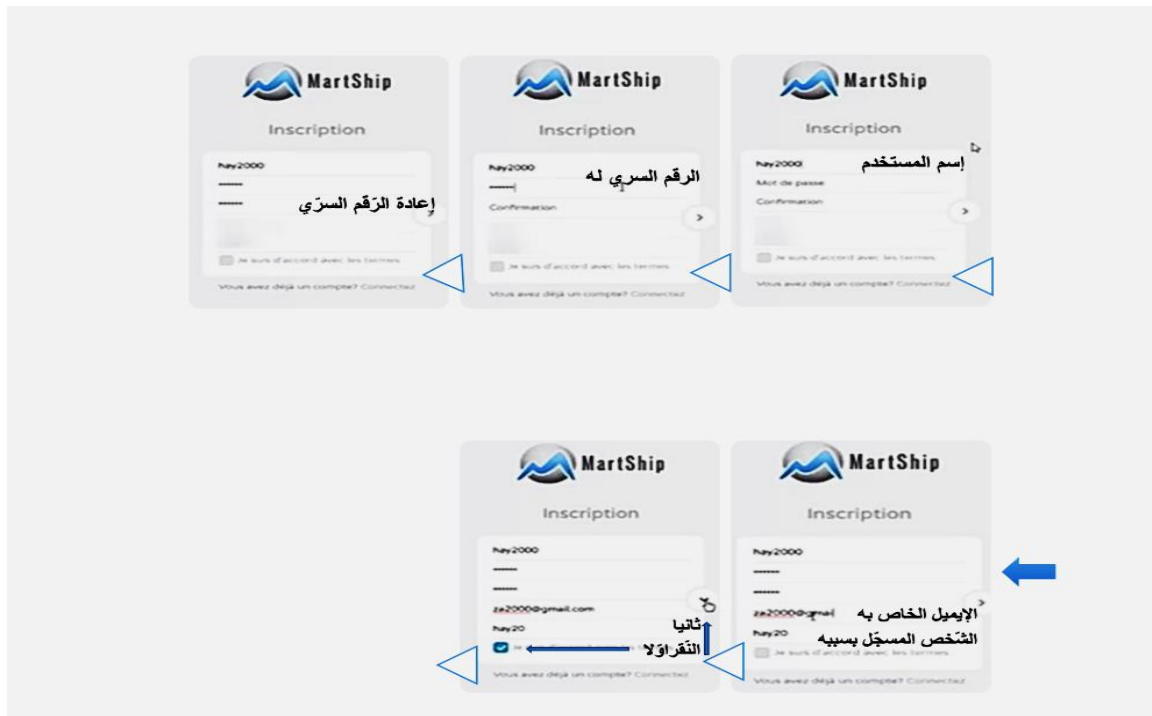 MartShip
Inscription
hay2000
إسم المستخدم
Mot de passe
Confirmation
Je suis d'accord avec les termes
Vous avez déjà un compte? Connectez
MartShip
Inscription
hay2000
الرقم السري له
Confirmation
Je suis d'accord avec les termes
Vous avez déjà un compte? Connectez
MartShip
Inscription
hay2000
إعادة الرّقم السرّي
Je suis d'accord avec les termes
Vous avez déjà un compte? Connectez
MartShip
Inscription
hay2000
za2000@gmail
الإيميل الخاص به
hay20
الشّخص المسجّل بسببه
Je suis d'accord avec les termes
Vous avez déjà un compte? Connectez
MartShip
Inscription
hay2000
za2000@gmail.com
hay20
ثانيا
النّقر اوّلا
Vous avez déjà un compte? Connectez